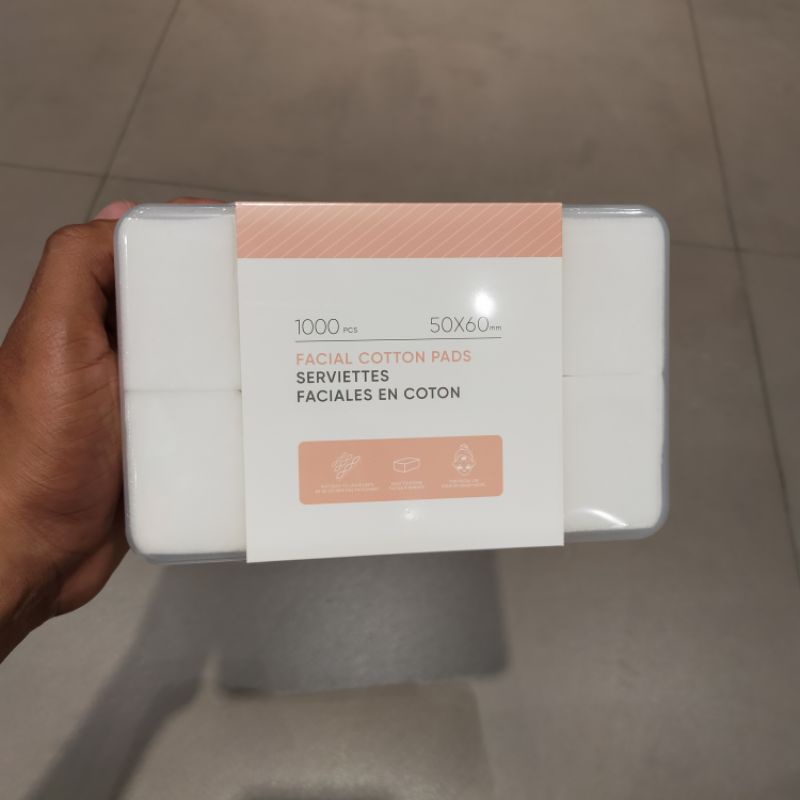 1000 PCS
50X60mm
FACIAL COTTON PADS
SERVIETTES
FACIALES EN COTON